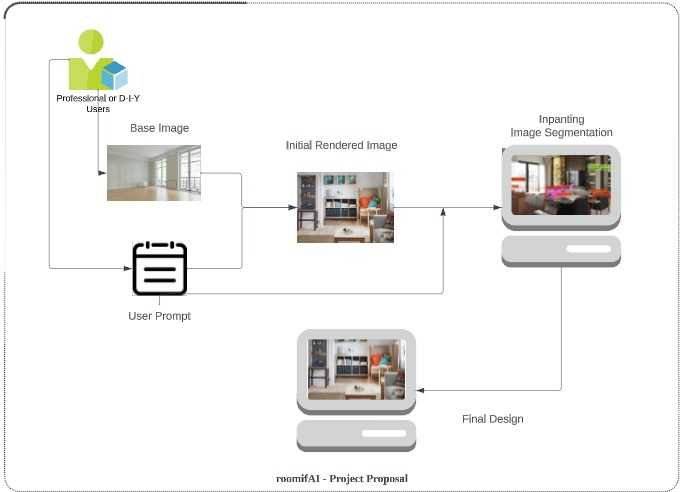 Professional or D-I-Y
Users
Base Image
Initial Rendered Image
Inpanting
Image Segmentation
User Prompt
Final Design
roomifAI - Project Proposal